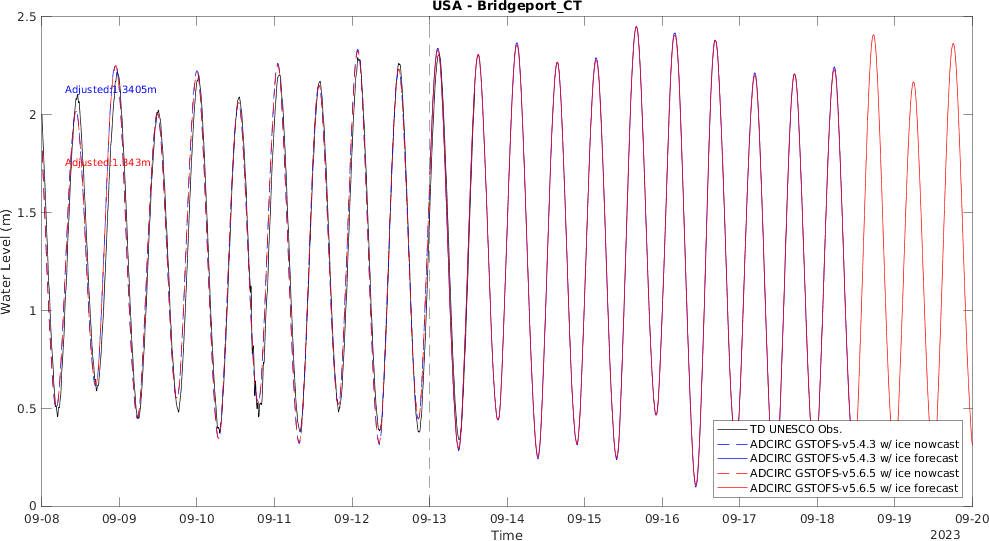 USA - Bridgeport_CT
2.5
2
1.5
1
0.5
0
Water Level (m)
Adjusted:1.3405m
Adjusted:1.343m
TD UNESCO Obs.
ADCIRC GSTOFS-v5.4.3 w/ ice nowcast
ADCIRC GSTOFS-v5.4.3 w/ ice forecast
ADCIRC GSTOFS-v5.6.5 w/ ice nowcast
ADCIRC GSTOFS-v5.6.5 w/ ice forecast
09-08 09-09 09-10 09-11 09-12 09-13 09-14 09-15 09-16 09-17 09-18 09-19 09-20
Time
2023